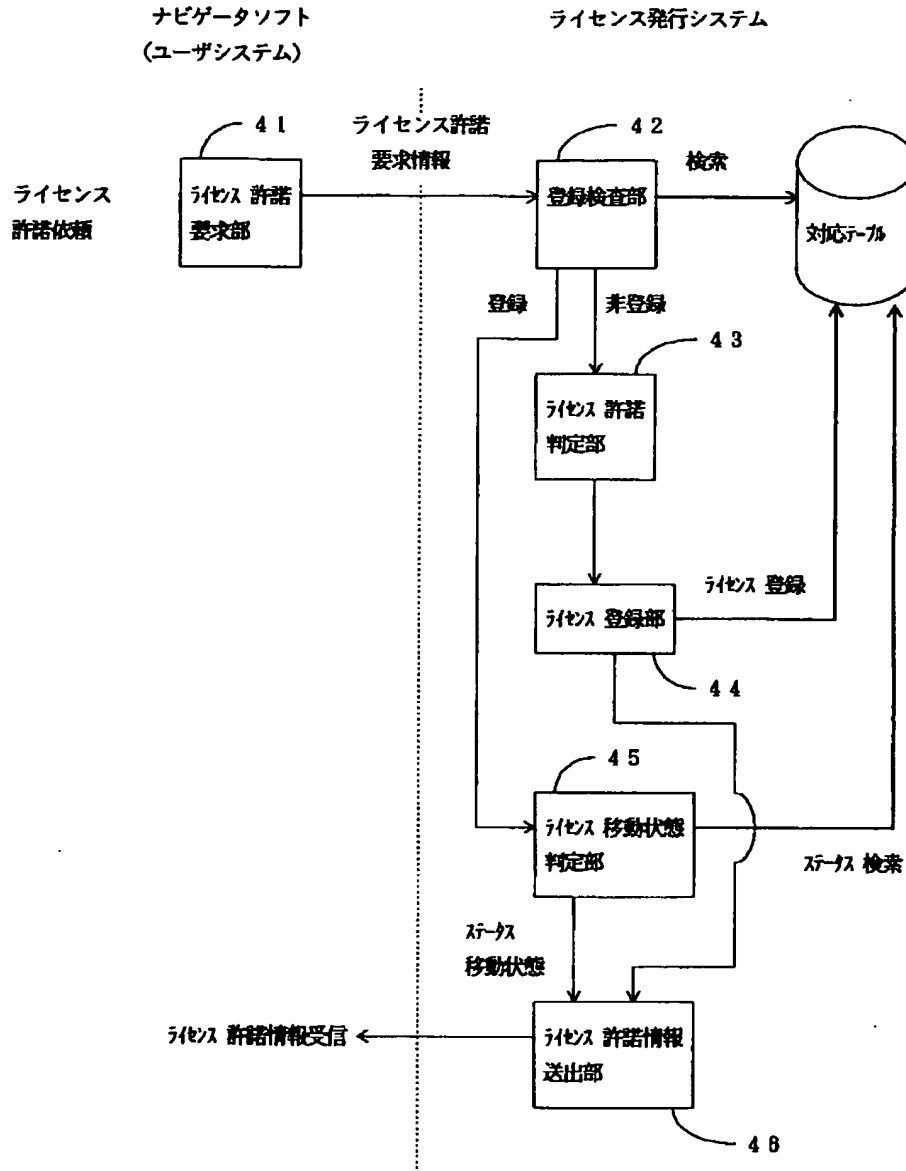 ナビゲータソフト
(ユーザシステム)
ライセンス発行システム
41
ライセンス許諾
要求情報
42
検索
ライセンス
許諾依頼
ライセンス 許諾
要求部
登録検査部
対応テーブル
登録
非登録
43
ライセンス 許諾
判定部
ライセンス 登録
ライセンス 登録部
44
45
ライセンス 移動状態
判定部
ステータス 検索
ステータス
移動状態
ライセンス 許諾情報受信
ライセンス 許諾情報
送出部
46